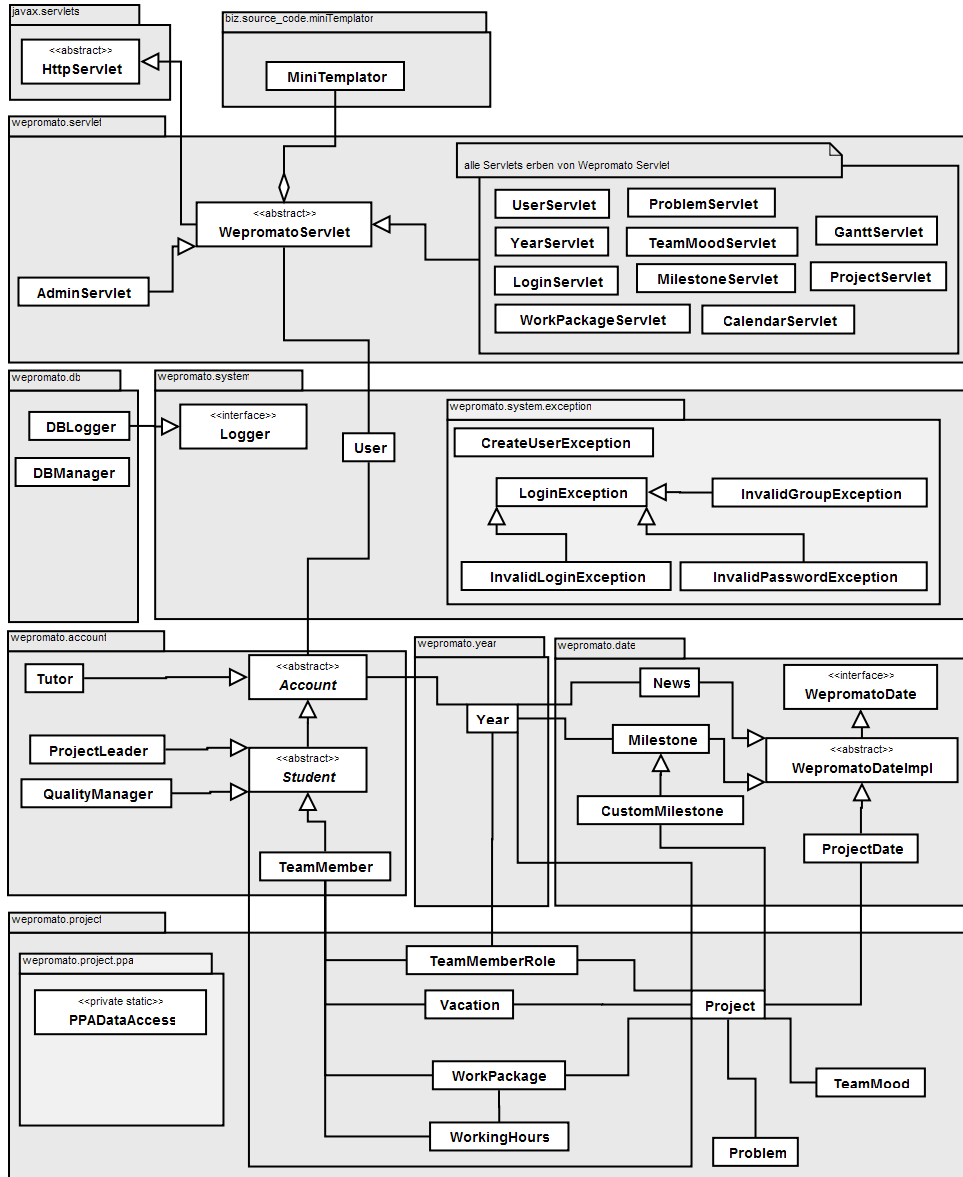 javax.servlets
<<abstract>>
HttpServlet
biz.source_code.miniTemplator
MiniTemplator
wepromato.servlet
alle Servlets erben von Wepromato Servlet
<<abstract>>
WepromatoServlet
AdminServlet
UserServlet
ProblemServlet
YearServlet
TeamMoodServlet
GanttServlet
LoginServlet
MilestoneServlet
ProjectServlet
WorkPackageServlet
CalendarServlet
wepromato.db
DBLogger
DBManager
wepromato.system
<<interface>>
Logger
User
wepromato.system.exception
CreateUserException
LoginException
InvalidGroupException
InvalidLoginException
InvalidPasswordException
wepromato.account
Tutor
<<abstract>>
Account
ProjectLeader
<<abstract>>
Student
QualityManager
TeamMember
wepromato.year
Year
wepromato.date
News
<<interface>>
WepromatoDate
Milestone
<<abstract>>
WepromatoDateImpl
CustomMilestone
ProjectDate
wepromato.project
wepromato.project.ppa
<<private static>>
PPADataAccess
TeamMemberRole
Vacation
Project
WorkPackage
TeamMood
WorkingHours
Problem